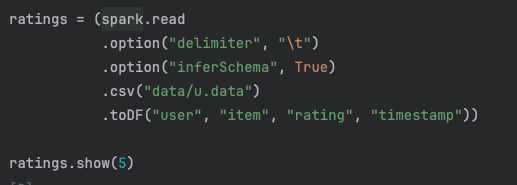 ratings = (spark.read
.option("delimiter", "\t")
.option("inferSchema", True)
.csv("data/u.data")
.toDF("user", "item", "rating", "timestamp"))
ratings.show(5)